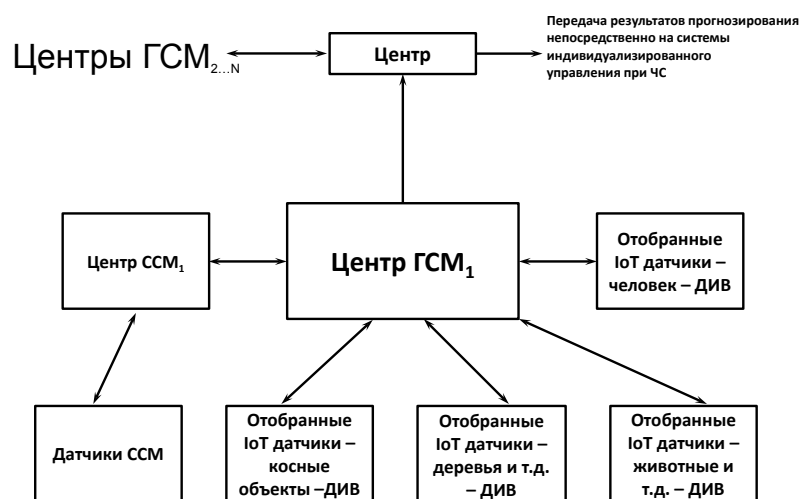 Передача результатов прогнозирования
непосредственно на системы
индивидуализированного
управления при ЧС
Центры ГСМ2...N
Центр
Центр ССМ1
Центр ГСМ1
Отобранные
IoT датчики –
человек – ДИВ
Датчики ССМ
Отобранные
IoT датчики –
косные
объекты –ДИВ
Отобранные
IoT датчики –
деревья и т.д.
– ДИВ
Отобранные
IoT датчики –
животные и
т.д. – ДИВ